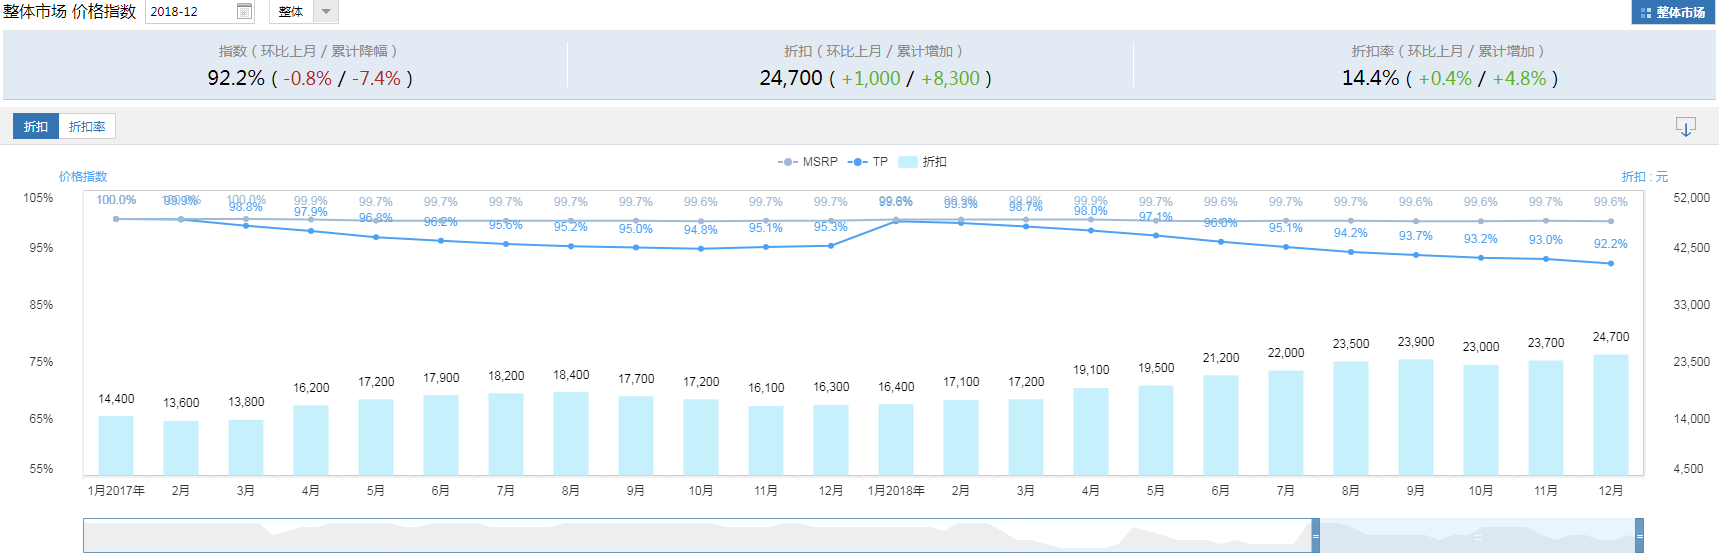 整体市场 价格指数 2018-12 整体 整体市场
指数 ( 环比上月 / 累计降幅 ) 折扣 ( 环比上月 / 累计增加 ) 折扣率 ( 环比上月 / 累计增加 )
92.2% ( -0.8% / -7.4% ) 24,700 ( +1,000 / +8,300 ) 14.4% ( +0.4% / +4.8% )
折扣 折扣率
MSRP TP 折扣
价格指数 折扣 : 元
105% 52,000
100.0% 100.0% 100.0% 99.9% 99.7% 99.7% 99.7% 99.7% 99.7% 99.6% 99.7% 99.7% 99.9% 99.9% 99.7% 99.6% 99.7% 99.7% 99.6% 99.6% 99.7% 99.6%
99.9% 98.8% 97.9% 96.8% 96.2% 95.6% 95.2% 95.0% 94.8% 95.1% 95.3% 99.6% 99.3% 98.7% 98.0% 97.1% 96.0% 95.1% 94.2% 93.7% 93.2% 93.0% 92.2%
95% 42,500
85% 33,000
75% 23,500
65% 14,000
55% 4,500
14,400 13,600 13,800 16,200 17,200 17,900 18,200 18,400 17,700 17,200 16,100 16,300 16,400 17,100 17,200 19,100 19,500 21,200 22,000 23,500 23,900 23,000 23,700 24,700
1月2017年 2月 3月 4月 5月 6月 7月 8月 9月 10月 11月 12月 1月2018年 2月 3月 4月 5月 6月 7月 8月 9月 10月 11月 12月